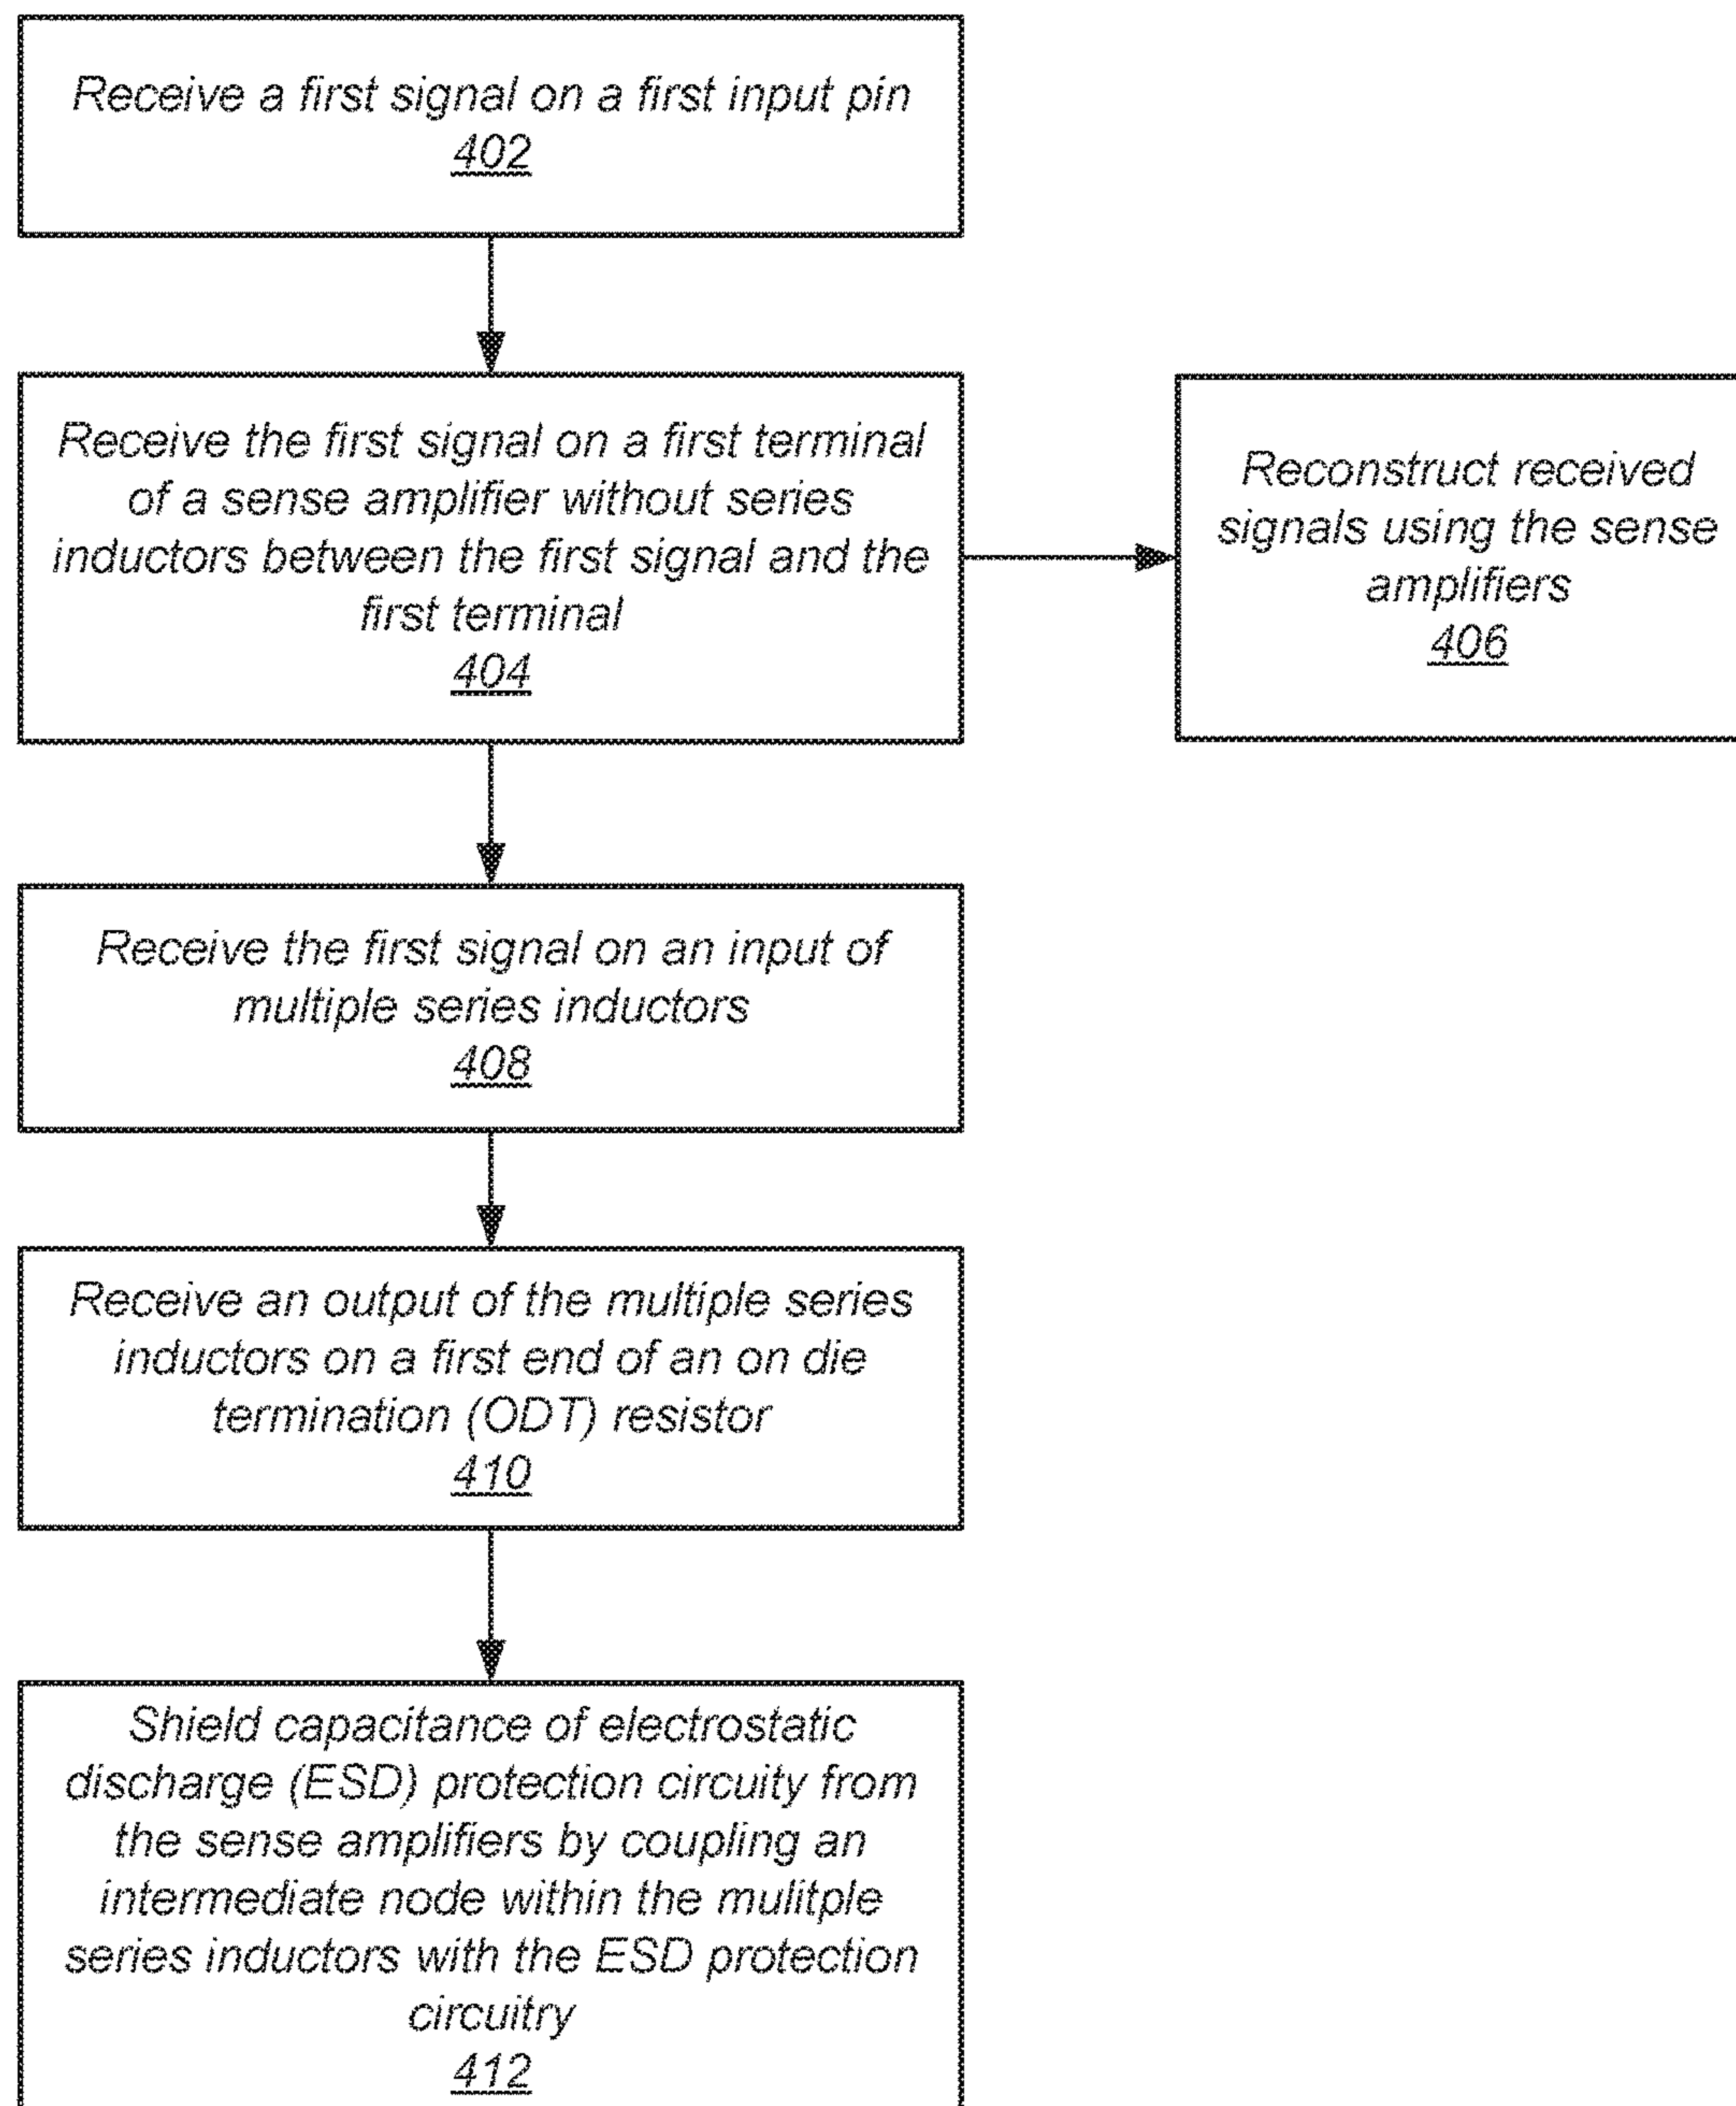 Receive a first signal on a first input pin
402
Receive the first signal on a first terminal
of a sense amplifier without series
inductors between the first signal and the
first terminal
404
Reconstruct received
signals using the sense
amplifiers
406
Receive the first signal on an input of
multiple series inductors
408
Receive an output of the multiple series
inductors on a first end of an on die
termination (ODT) resistor
410
Shield capacitance of electrostatic
discharge (ESD) protection circuity from
the sense amplifiers by coupling an
intermediate node within the mulitple
series inductors with the ESD protection
circuitry
412